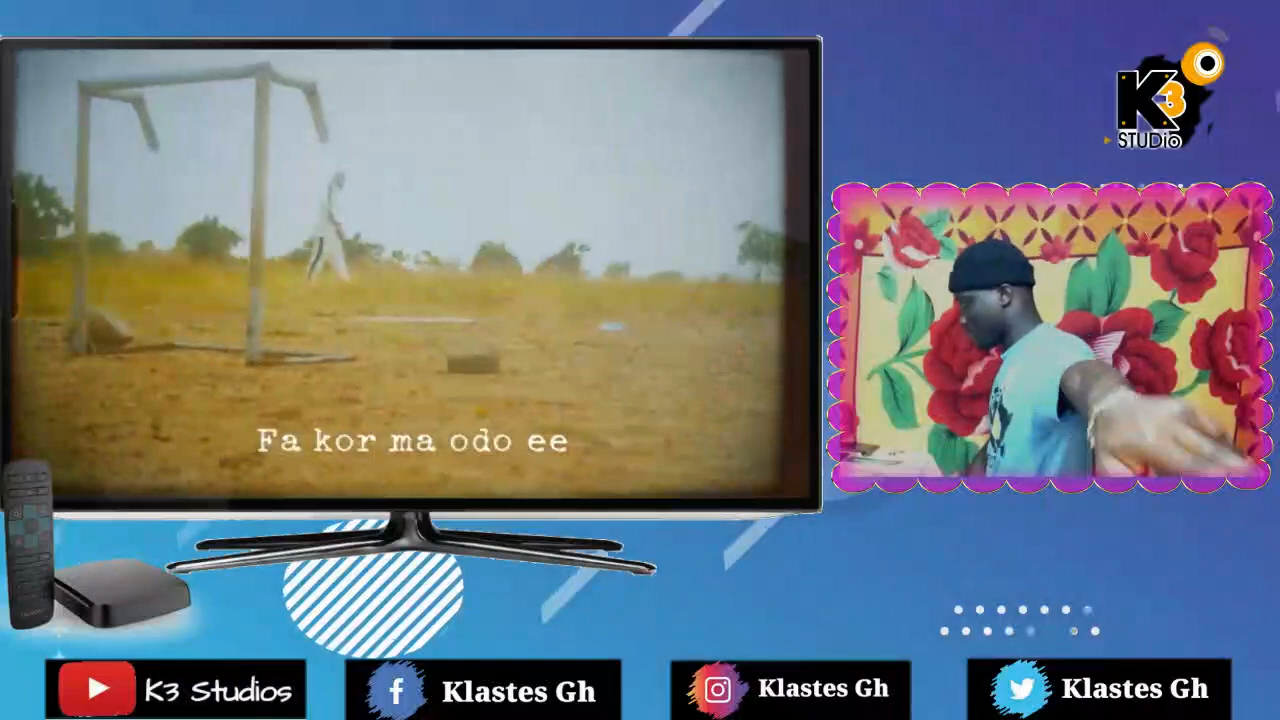 K3
STUDiO
Fa kor ma odo ee
K3 Studios
Klastes Gh
Klastes Gh
Klastes Gh